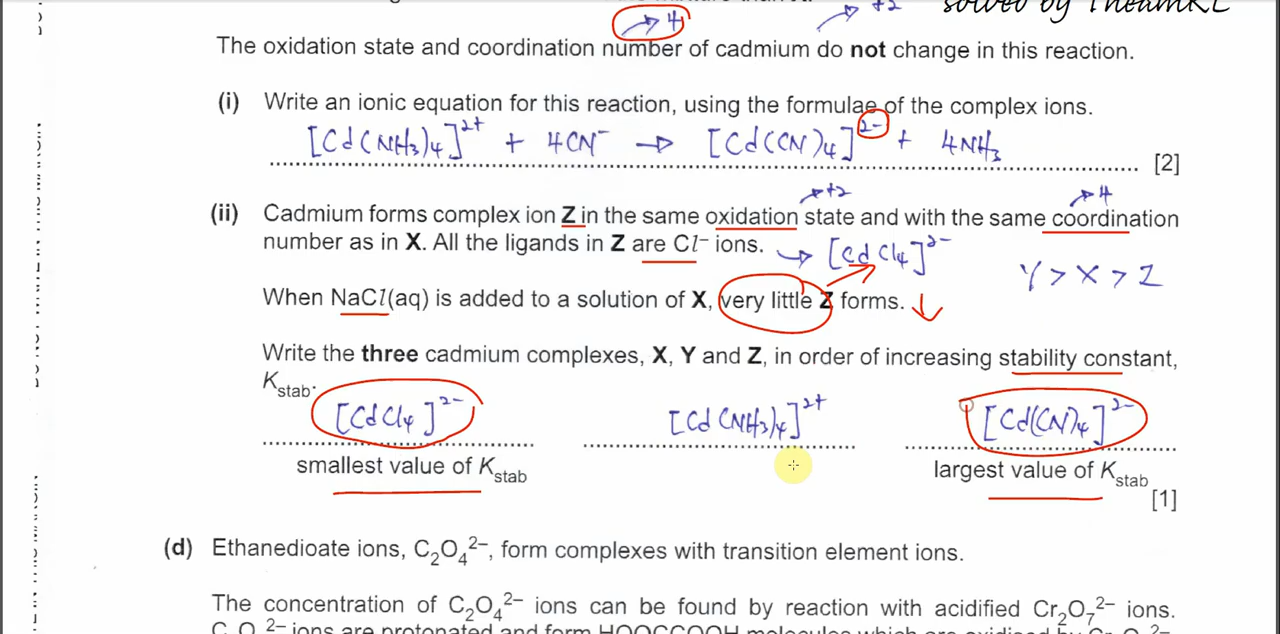 → 4 → +2 solved by
The oxidation state and coordination number of cadmium do not change in this reaction.
(i) Write an ionic equation for this reaction, using the formulae of the complex ions.
[Cd(NH₃)₄]²⁺ + 4CN⁻ → [Cd(CN)₄]²⁻ + 4NH₃
[2]
→ +2 → 4
(ii) Cadmium forms complex ion Z in the same oxidation state and with the same coordination
number as in X. All the ligands in Z are Cl⁻ ions. → [CdCl₄]²⁻
Y > X > Z
When NaCl(aq) is added to a solution of X, very little Z forms. ↓
Write the three cadmium complexes, X, Y and Z, in order of increasing stability constant,
Kstab.
[CdCl₄]²⁻ [Cd(NH₃)₄]²⁺ [Cd(CN)₄]²⁻
smallest value of Kstab largest value of Kstab
[1]
(d) Ethanedioate ions, C₂O₄²⁻, form complexes with transition element ions.
The concentration of C₂O₄²⁻ ions can be found by reaction with acidified Cr₂O₇²⁻ ions.